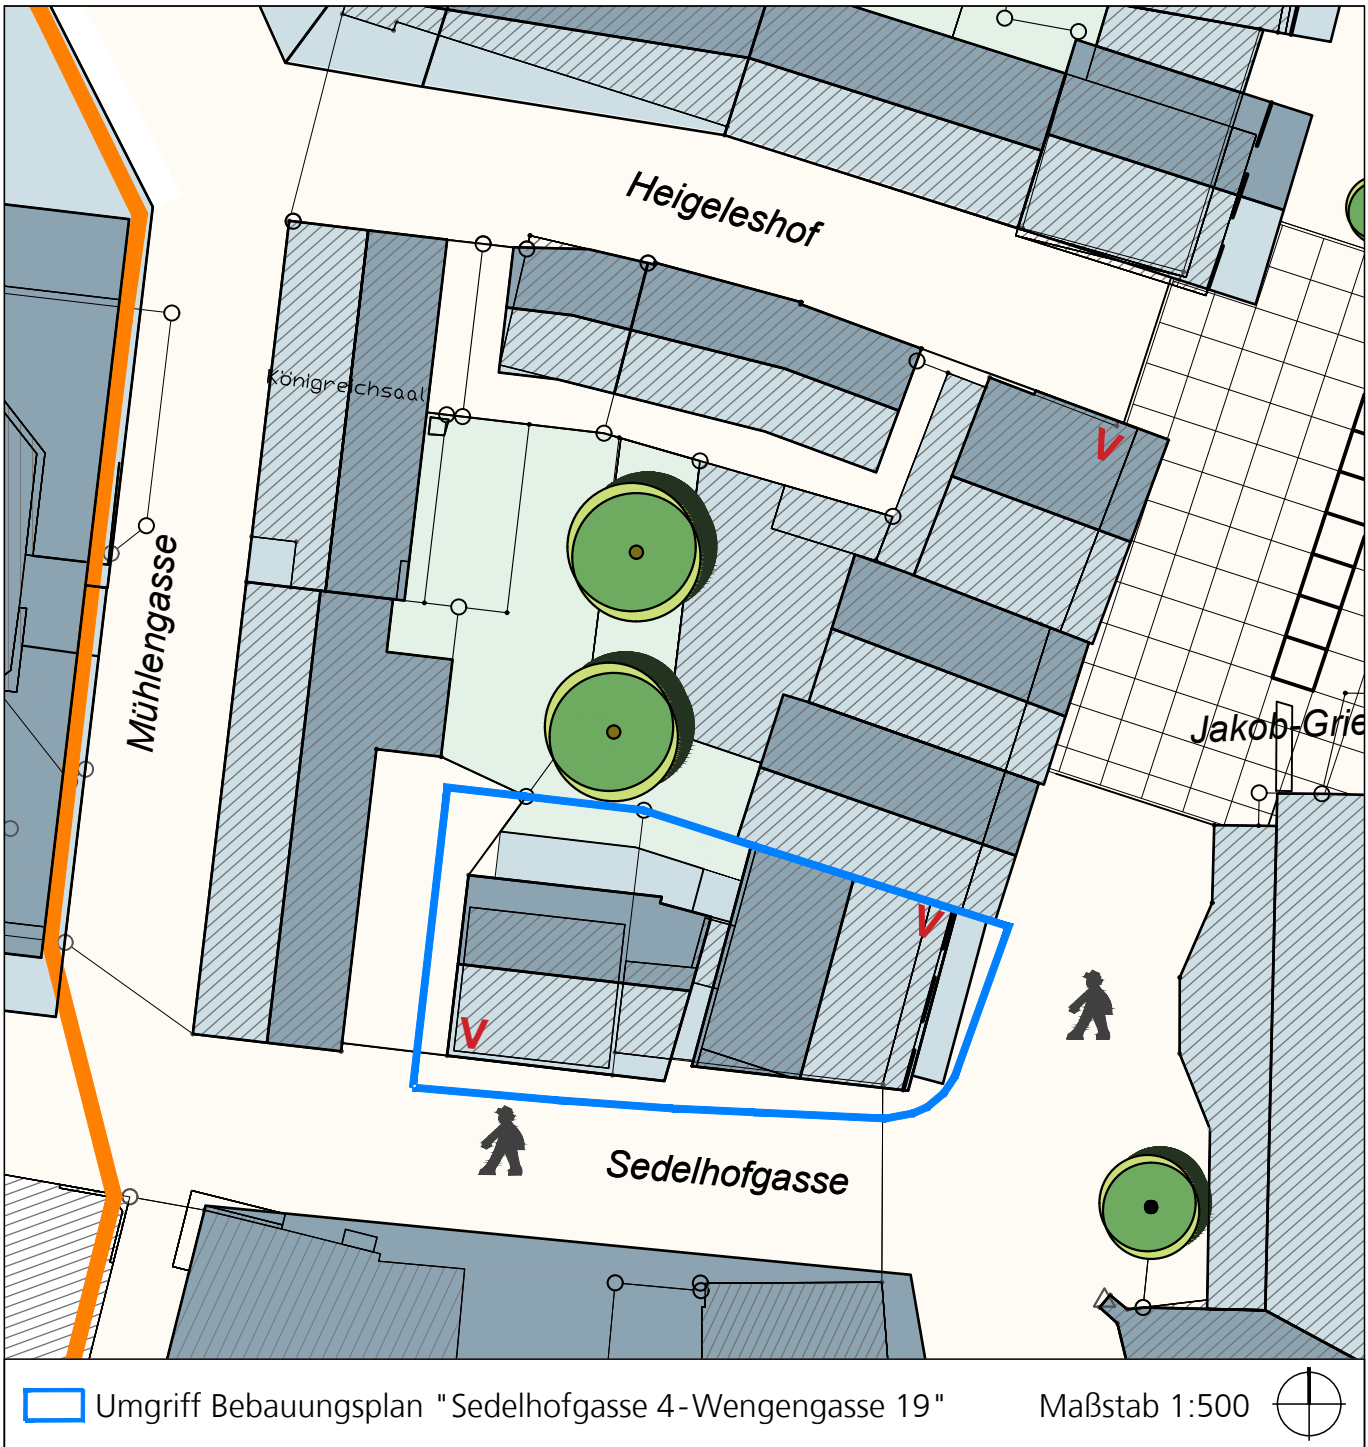 Heigeleshof
Königreichsaal
V
Mühlengasse
Jakob-Grie
V
V
Sedelhofgasse
Umgriff Bebauungsplan "Sedelhofgasse 4-Wengengasse 19"
Maßstab 1:500